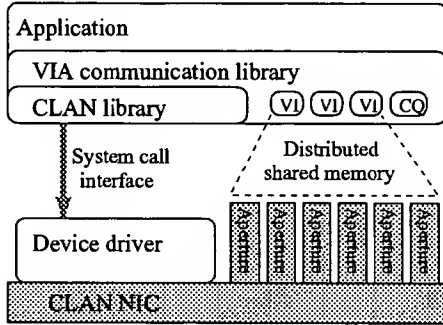 Application
VIA communication library
CLAN library
VI VI VI CQ
System call
interface
Distributed
shared memory
Device driver
Aperture Aperture Aperture Aperture Aperture Aperture
CLAN NIC